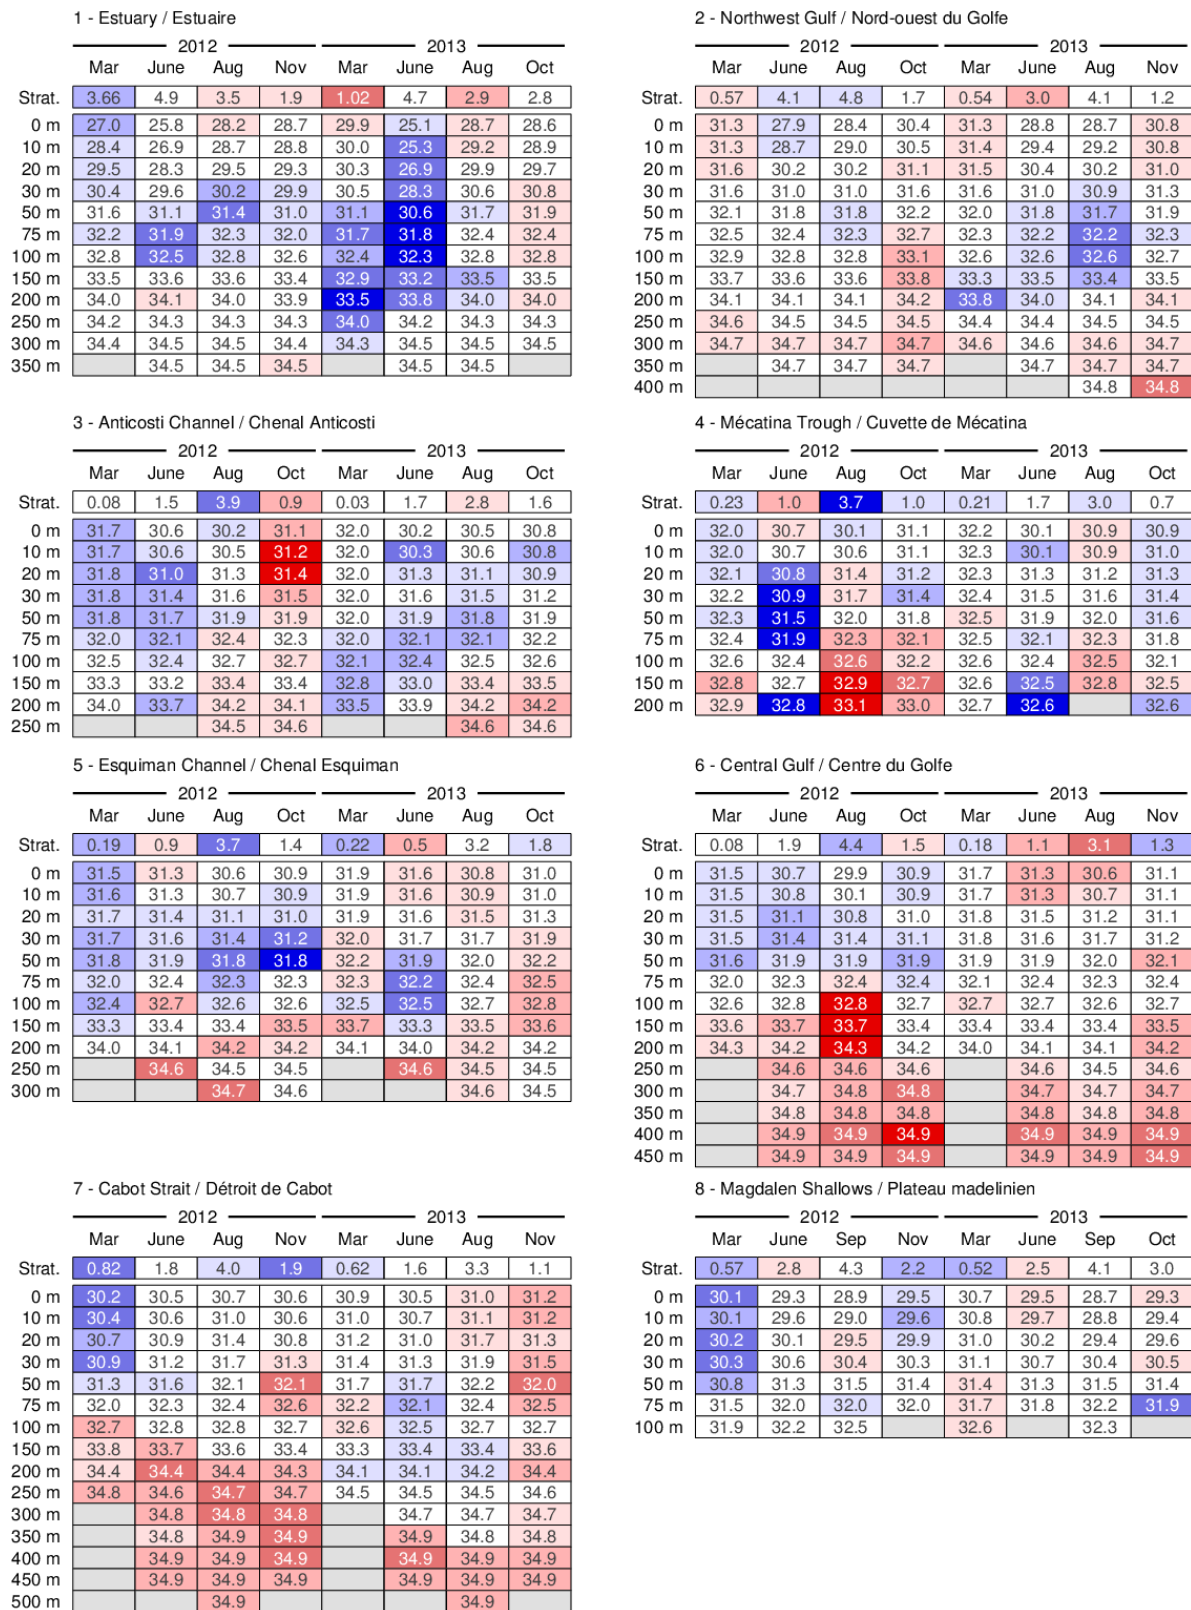 1 - Estuary / Estuaire
2012 2013
Mar June Aug Nov Mar June Aug Oct
Strat. 3.66 4.9 3.5 1.9 1.02 4.7 2.9 2.8
0 m 27.0 25.8 28.2 28.7 29.9 25.1 28.7 28.6
10 m 28.4 26.9 28.7 28.8 30.0 25.3 29.2 28.9
20 m 29.5 28.3 29.5 29.3 30.3 26.9 29.9 29.7
30 m 30.4 29.6 30.2 29.9 30.5 28.3 30.6 30.8
50 m 31.6 31.1 31.4 31.0 31.1 30.6 31.7 31.9
75 m 32.2 31.9 32.3 32.0 31.7 31.8 32.4 32.4
100 m 32.8 32.5 32.8 32.6 32.4 32.3 32.8 32.8
150 m 33.5 33.6 33.6 33.4 32.9 33.2 33.5 33.5
200 m 34.0 34.1 34.0 33.9 33.5 33.8 34.0 34.0
250 m 34.2 34.3 34.3 34.3 34.0 34.2 34.3 34.3
300 m 34.4 34.5 34.5 34.4 34.3 34.5 34.5 34.5
350 m 34.5 34.5 34.5 34.5 34.5
2 - Northwest Gulf / Nord-ouest du Golfe
2012 2013
Mar June Aug Oct Mar June Aug Nov
Strat. 0.57 4.1 4.8 1.7 0.54 3.0 4.1 1.2
0 m 31.3 27.9 28.4 30.4 31.3 28.8 28.7 30.8
10 m 31.3 28.7 29.0 30.5 31.4 29.4 29.2 30.8
20 m 31.6 30.2 30.2 31.1 31.5 30.4 30.2 31.0
30 m 31.6 31.0 31.0 31.6 31.6 31.0 30.9 31.3
50 m 32.1 31.8 31.8 32.2 32.0 31.8 31.7 31.9
75 m 32.5 32.4 32.3 32.7 32.3 32.2 32.2 32.3
100 m 32.9 32.8 32.8 33.1 32.6 32.6 32.6 32.7
150 m 33.7 33.6 33.6 33.8 33.3 33.5 33.4 33.5
200 m 34.1 34.1 34.1 34.2 33.8 34.0 34.1 34.1
250 m 34.6 34.5 34.5 34.5 34.4 34.4 34.5 34.5
300 m 34.7 34.7 34.7 34.7 34.6 34.6 34.6 34.7
350 m 34.7 34.7 34.7 34.7 34.7 34.7
400 m 34.8 34.8
3 - Anticosti Channel / Chenal Anticosti
2012 2013
Mar June Aug Oct Mar June Aug Oct
Strat. 0.08 1.5 3.9 0.9 0.03 1.7 2.8 1.6
0 m 31.7 30.6 30.2 31.1 32.0 30.2 30.5 30.8
10 m 31.7 30.6 30.5 31.2 32.0 30.3 30.6 30.8
20 m 31.8 31.0 31.3 31.4 32.0 31.3 31.1 30.9
30 m 31.8 31.4 31.6 31.5 32.0 31.6 31.5 31.2
50 m 31.8 31.7 31.9 31.9 32.0 31.9 31.8 31.9
75 m 32.0 32.1 32.4 32.3 32.0 32.1 32.1 32.2
100 m 32.5 32.4 32.7 32.7 32.1 32.4 32.5 32.6
150 m 33.3 33.2 33.4 33.4 32.8 33.0 33.4 33.5
200 m 34.0 33.7 34.2 34.1 33.5 33.9 34.2 34.2
250 m 34.5 34.6 34.6 34.6
4 - Mécatina Trough / Cuvette de Mécatina
2012 2013
Mar June Aug Oct Mar June Aug Oct
Strat. 0.23 1.0 3.7 1.0 0.21 1.7 3.0 0.7
0 m 32.0 30.7 30.1 31.1 32.2 30.1 30.9 30.9
10 m 32.0 30.7 30.6 31.1 32.3 30.1 30.9 31.0
20 m 32.1 30.8 31.4 31.2 32.3 31.3 31.2 31.3
30 m 32.2 30.9 31.7 31.4 32.4 31.5 31.6 31.4
50 m 32.3 31.5 32.0 31.8 32.5 31.9 32.0 31.6
75 m 32.4 31.9 32.3 32.1 32.5 32.1 32.3 31.8
100 m 32.6 32.4 32.6 32.2 32.6 32.4 32.5 32.1
150 m 32.8 32.7 32.9 32.7 32.6 32.5 32.8 32.5
200 m 32.9 32.8 33.1 33.0 32.7 32.6 32.6
5 - Esquiman Channel / Chenal Esquiman
2012 2013
Mar June Aug Oct Mar June Aug Oct
Strat. 0.19 0.9 3.7 1.4 0.22 0.5 3.2 1.8
0 m 31.5 31.3 30.6 30.9 31.9 31.6 30.8 31.0
10 m 31.6 31.3 30.7 30.9 31.9 31.6 30.9 31.0
20 m 31.7 31.4 31.1 31.0 31.9 31.6 31.5 31.3
30 m 31.7 31.6 31.4 31.2 32.0 31.7 31.7 31.9
50 m 31.8 31.9 31.8 31.8 32.2 31.9 32.0 32.2
75 m 32.0 32.4 32.3 32.3 32.3 32.2 32.4 32.5
100 m 32.4 32.7 32.6 32.6 32.5 32.5 32.7 32.8
150 m 33.3 33.4 33.4 33.5 33.7 33.3 33.5 33.6
200 m 34.0 34.1 34.2 34.2 34.1 34.0 34.2 34.2
250 m 34.6 34.5 34.5 34.6 34.5 34.5
300 m 34.7 34.6 34.6 34.5
6 - Central Gulf / Centre du Golfe
2012 2013
Mar June Sep Oct Mar June Aug Nov
Strat. 0.08 1.9 4.4 1.5 0.18 1.1 3.1 1.3
0 m 31.5 30.7 29.9 30.9 31.7 31.3 30.6 31.1
10 m 31.5 30.8 30.1 30.9 31.7 31.3 30.7 31.1
20 m 31.5 31.1 30.8 31.0 31.8 31.5 31.2 31.1
30 m 31.5 31.4 31.4 31.1 31.8 31.6 31.7 31.2
50 m 31.6 31.9 31.9 31.9 31.9 31.9 32.0 32.1
75 m 32.0 32.3 32.4 32.4 32.1 32.4 32.3 32.4
100 m 32.6 32.8 32.8 32.7 32.7 32.7 32.6 32.7
150 m 33.6 33.7 33.7 33.4 33.4 33.4 33.4 33.5
200 m 34.3 34.2 34.3 34.2 34.0 34.1 34.1 34.2
250 m 34.6 34.6 34.6 34.6 34.5 34.6
300 m 34.7 34.8 34.8 34.7 34.7 34.7
350 m 34.8 34.8 34.8 34.8 34.8 34.8
400 m 34.9 34.9 34.9 34.9 34.9 34.9
450 m 34.9 34.9 34.9 34.9 34.9 34.9
7 - Cabot Strait / Détroit de Cabot
2012 2013
Mar June Aug Nov Mar June Aug Nov
Strat. 0.82 1.8 4.0 1.9 0.62 1.6 3.3 1.1
0 m 30.2 30.5 30.7 30.6 30.9 30.5 31.0 31.2
10 m 30.4 30.6 31.0 30.6 31.0 30.7 31.1 31.2
20 m 30.7 30.9 31.4 30.8 31.2 31.0 31.7 31.3
30 m 30.9 31.2 31.7 31.3 31.4 31.3 31.9 31.5
50 m 31.3 31.6 32.1 32.1 31.7 31.7 32.2 32.0
75 m 32.0 32.3 32.4 32.6 32.2 32.1 32.4 32.5
100 m 32.7 32.8 32.8 32.7 32.6 32.5 32.7 32.7
150 m 33.8 33.7 33.6 33.4 33.3 33.4 33.4 33.6
200 m 34.4 34.4 34.4 34.3 34.1 34.1 34.2 34.4
250 m 34.8 34.6 34.7 34.7 34.5 34.5 34.5 34.6
300 m 34.8 34.8 34.8 34.7 34.7 34.7
350 m 34.8 34.9 34.9 34.9 34.8 34.8
400 m 34.9 34.9 34.9 34.9 34.9 34.9
450 m 34.9 34.9 34.9 34.9 34.9 34.9
500 m 34.9 34.9
8 - Magdalen Shallows / Plateau madelinien
2012 2013
Mar June Sep Nov Mar June Sep Oct
Strat. 0.57 2.8 4.3 2.2 0.52 2.5 4.1 3.0
0 m 30.1 29.3 28.9 29.5 30.7 29.5 28.7 29.3
10 m 30.1 29.6 29.0 29.6 30.8 29.7 28.8 29.4
20 m 30.2 30.1 29.5 29.9 31.0 30.2 29.4 29.6
30 m 30.3 30.6 30.4 30.3 31.1 30.7 30.4 30.5
50 m 30.8 31.3 31.5 31.4 31.4 31.3 31.5 31.4
75 m 31.5 32.0 32.0 32.0 31.7 31.8 32.2 31.9
100 m 31.9 32.2 32.5 32.6 32.3